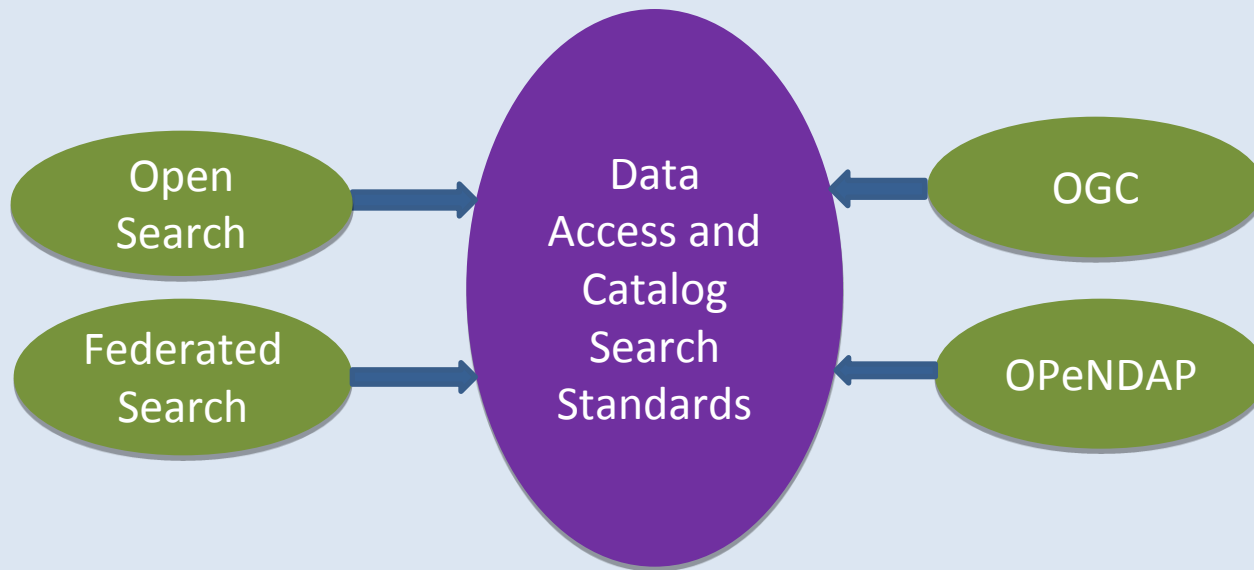 Open
Search
Federated
Search
Data
Access and
Catalog
Search
Standards
OGC
OPeNDAP